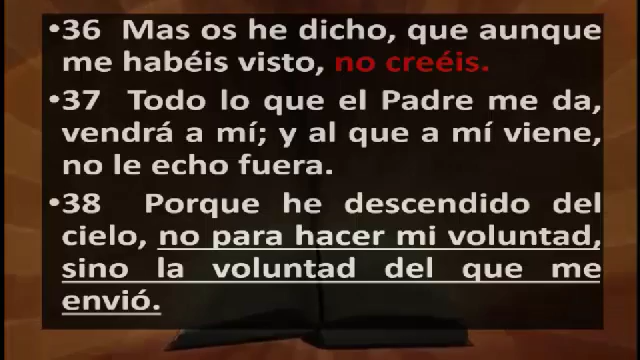 •36 Mas os he dicho, que aunque
me habéis visto, no creéis.
•37 Todo lo que el Padre me da,
vendrá a mí; y al que a mí viene,
no le echo fuera.
•38 Porque he descendido del
cielo, no para hacer mi voluntad,
sino la voluntad del que me
envió.